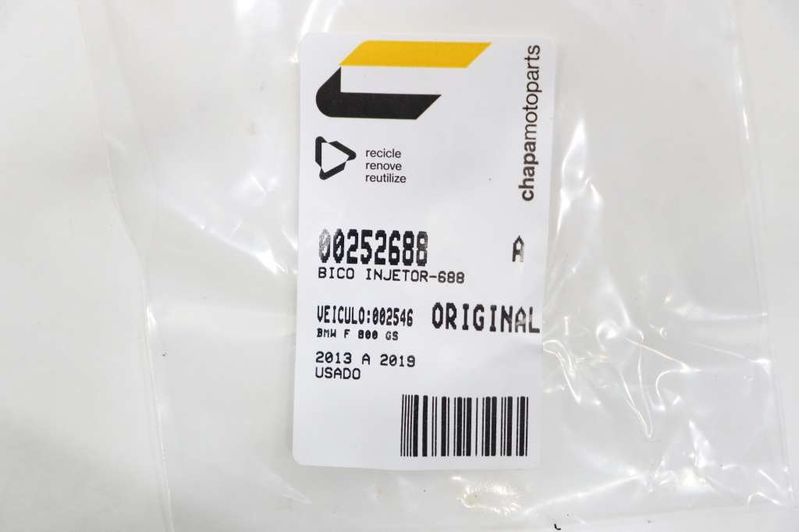 chapamotoparts
recicle
renove
reutilize
00252688 A
BICO INJETOR-688
VEICULO:002546 ORIGINAL
BMW F 800 GS
2013 A 2019
USADO